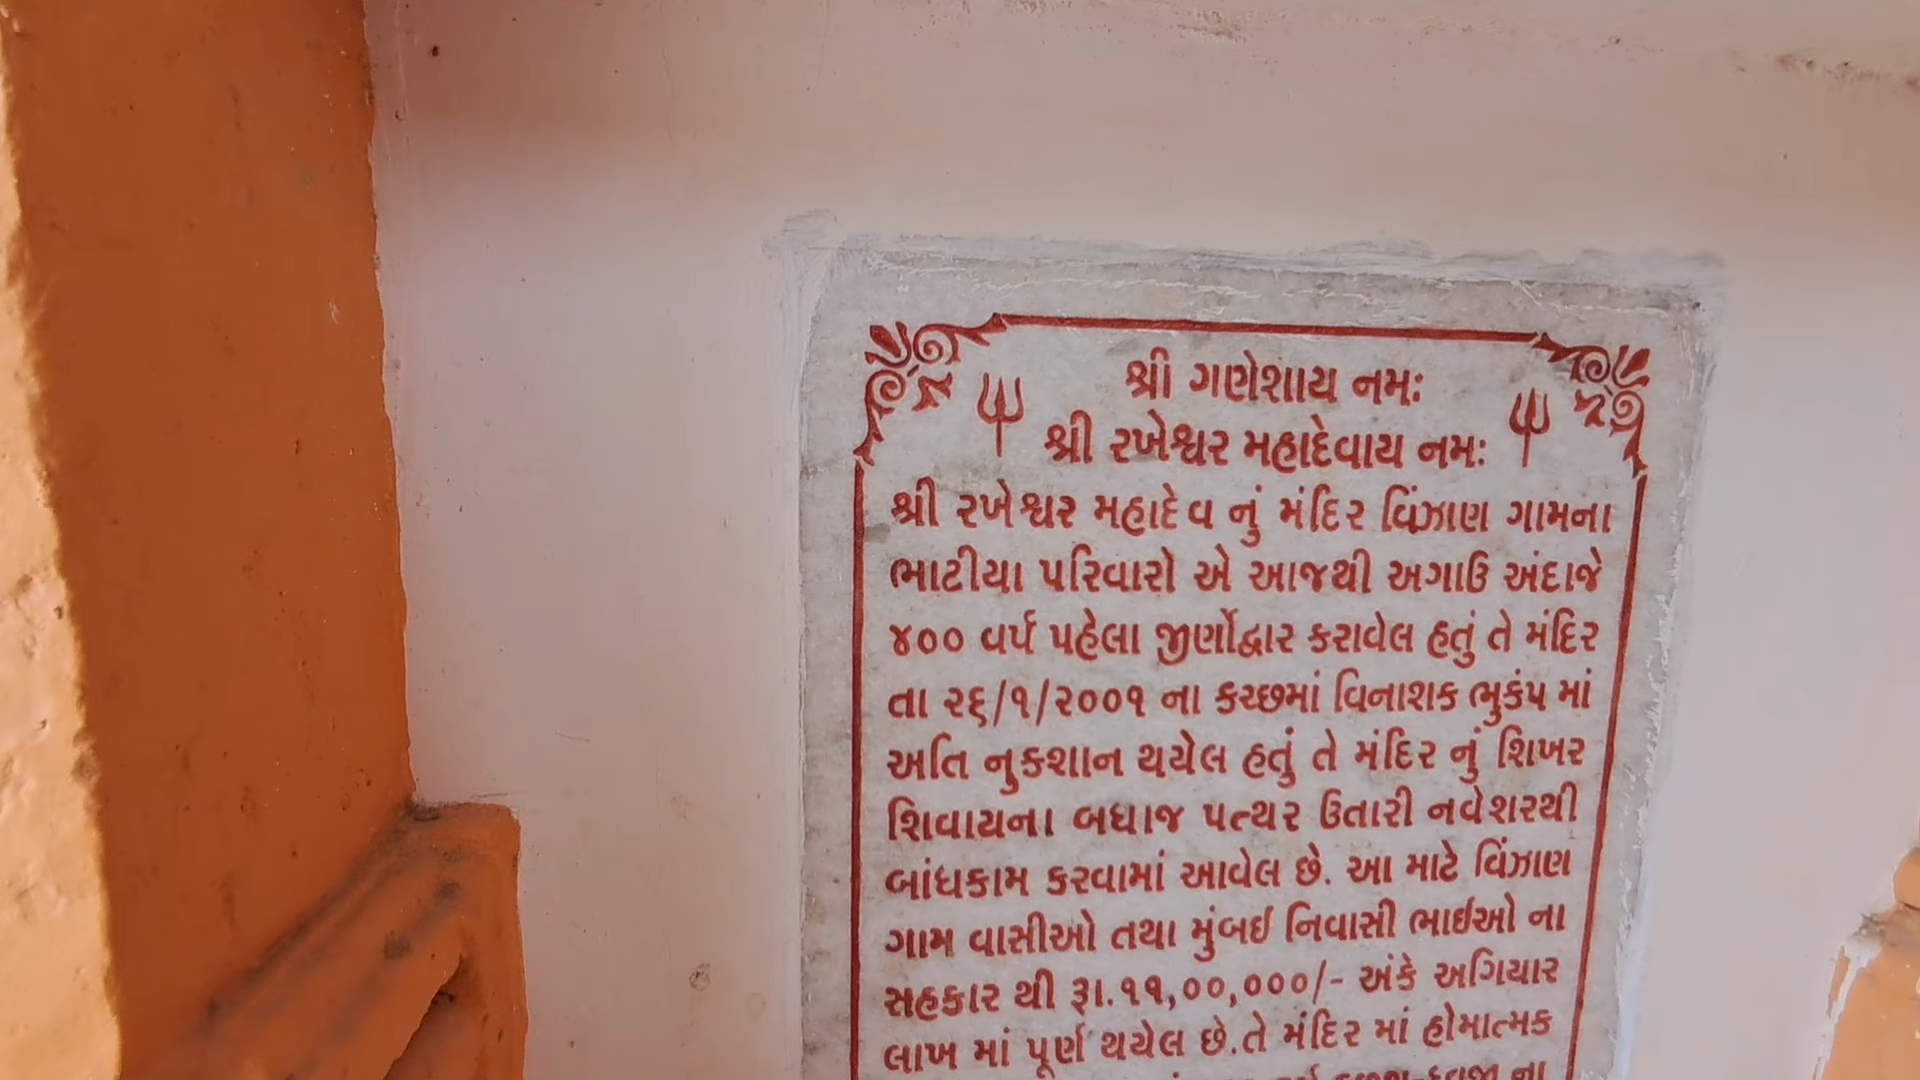 શ્રી ગણેશાય નમઃ
શ્રી રખેશ્વર મહાદેવાય નમઃ
શ્રી રખેશ્વર મહાદેવ નું મંદિર વિંઝાણ ગામના
ભાટીયા પરિવારો એ આજથી અગાઉ અંદાજે
૪૦૦ વર્ષ પહેલા જીર્ણોદ્વાર કરાવેલ હતું તે મંદિર
તા ૨૬/૧/૨૦૦૧ ના કચ્છમાં વિનાશક ભુકંપ માં
અતિ નુકશાન થયેલ હતું તે મંદિર નું શિખર
શિવાયના બધાજ પત્થર ઉતારી નવેશરથી
બાંધકામ કરવામાં આવેલ છે. આ માટે વિંઝાણ
ગામ વાસીઓ તથા મુંબઈ નિવાસી ભાઈઓ ના
સહકાર થી રૂા.૧૧,૦૦,૦૦૦/- અંકે અગિયાર
લાખ માં પૂર્ણ થયેલ છે.તે મંદિર માં હોમાત્મક